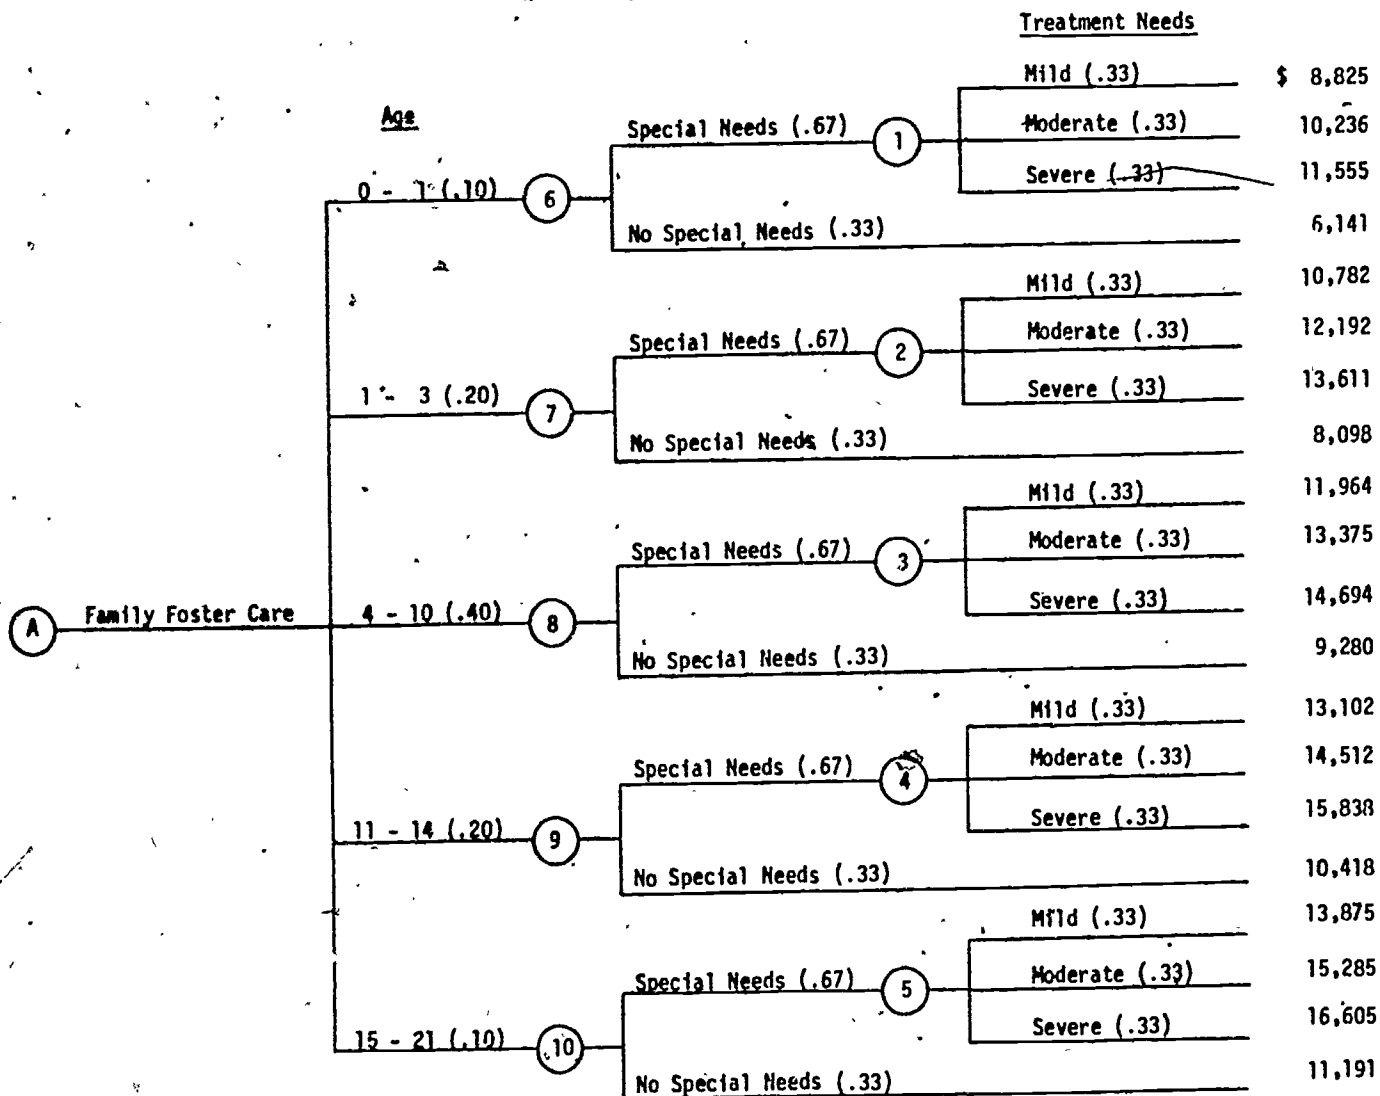 Treatment Needs
Mild (.33) $ 8,825
Age
Special Needs (.67) 1 Moderate (.33) 10,236
0 - 1 (.10) 6 Severe (.33) 11,555
No Special Needs (.33) 6,141
Mild (.33) 10,782
Special Needs (.67) 2 Moderate (.33) 12,192
1 - 3 (.20) 7 Severe (.33) 13,611
No Special Needs (.33) 8,098
Mild (.33) 11,964
Special Needs (.67) 3 Moderate (.33) 13,375
A Family Foster Care 4 - 10 (.40) 8 Severe (.33) 14,694
No Special Needs (.33) 9,280
Mild (.33) 13,102
Special Needs (.67) 4 Moderate (.33) 14,512
11 - 14 (.20) 9 Severe (.33) 15,838
No Special Needs (.33) 10,418
Mild (.33) 13,875
Special Needs (.67) 5 Moderate (.33) 15,285
15 - 21 (.10) 10 Severe (.33) 16,605
No Special Needs (.33) 11,191